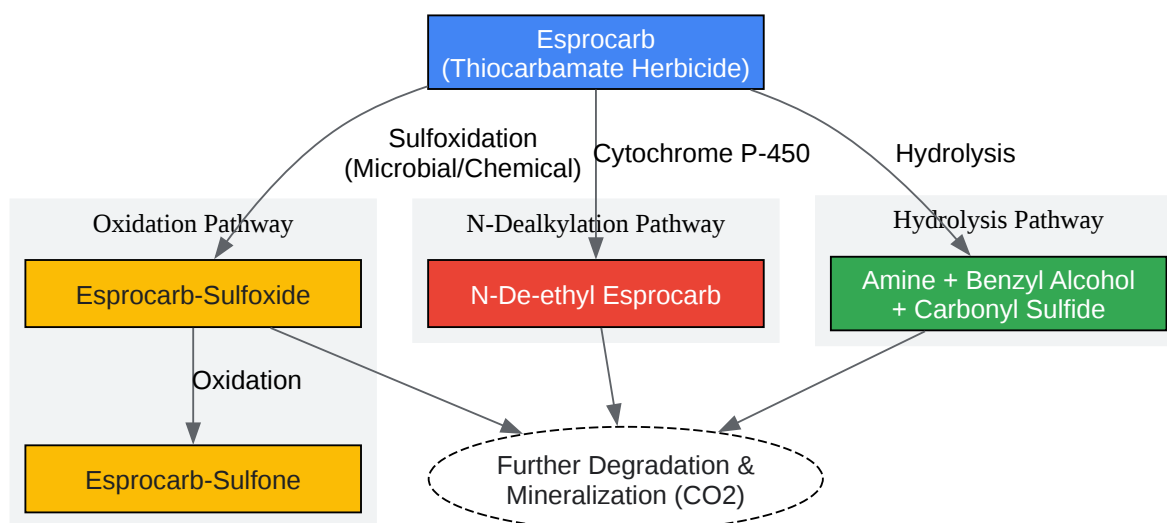 Esprocarb
(Thiocarbamate Herbicide)
Sulfoxidation
(Microbial/Chemical)
Cytochrome P-450
Hydrolysis
Oxidation Pathway
N-Dealkylation Pathway
Hydrolysis Pathway
Esprocarb-Sulfoxide
N-De-ethyl Esprocarb
Amine + Benzyl Alcohol
+ Carbonyl Sulfide
Oxidation
Esprocarb-Sulfone
Further Degradation &
Mineralization (CO2)